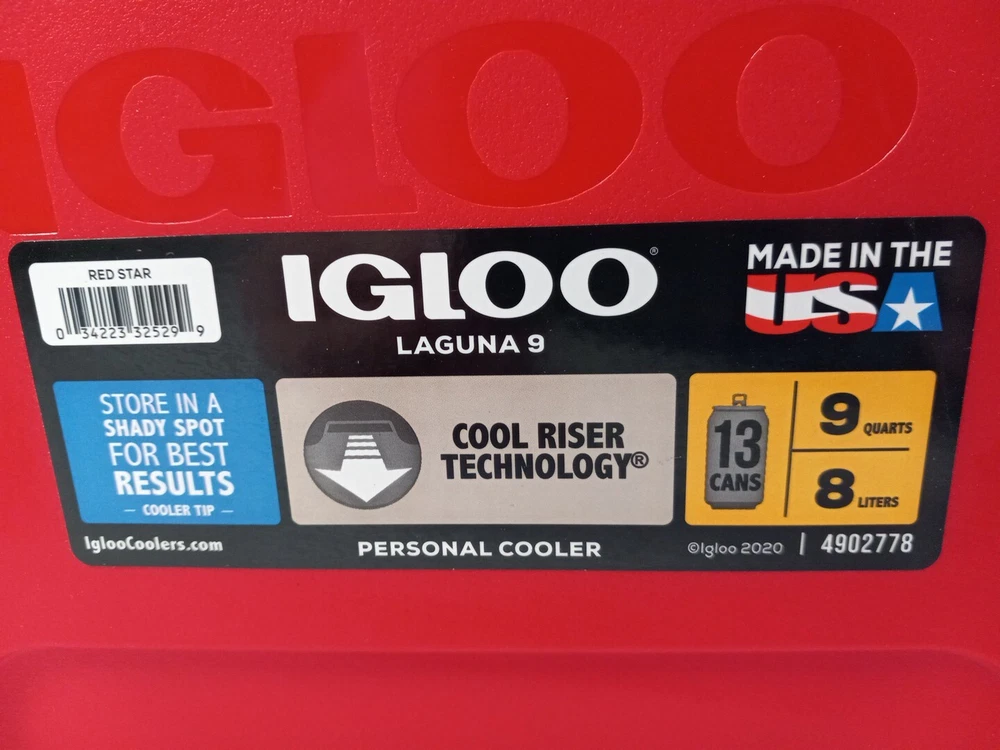 IGLOO
RED STAR
0 34223 32529 9
IGLOO®
LAGUNA 9
MADE IN THE
USA
STORE IN A
SHADY SPOT
FOR BEST
RESULTS
— COOLER TIP —
COOL RISER
TECHNOLOGY®
13
CANS
9 QUARTS
8 LITERS
IglooCoolers.com
PERSONAL COOLER
©Igloo 2020 | 4902778